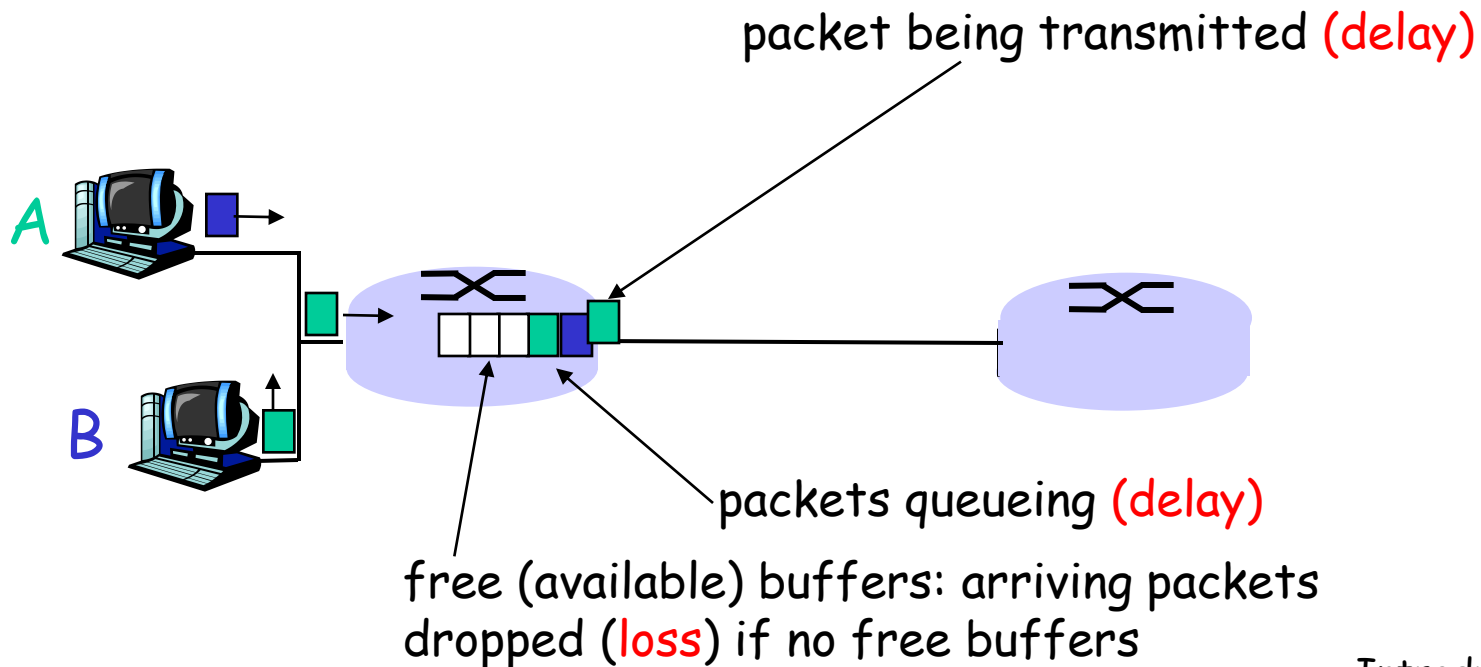 packet being transmitted (delay)
A
B
packets queueing (delay)
free (available) buffers: arriving packets
dropped (loss) if no free buffers